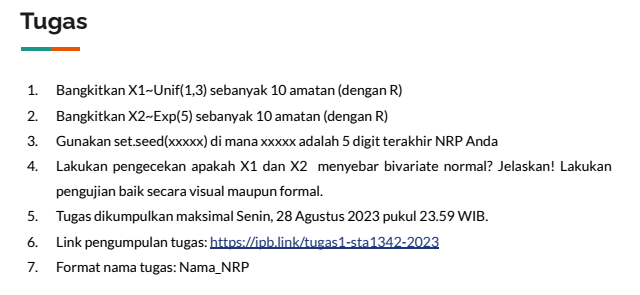 Tugas
1. Bangkitkan X1~Unif(1,3) sebanyak 10 amatan (dengan R)
2. Bangkitkan X2~Exp(5) sebanyak 10 amatan (dengan R)
3. Gunakan set.seed(xxxxx) di mana xxxxx adalah 5 digit terakhir NRP Anda
4. Lakukan pengecekan apakah X1 dan X2 menyebar bivariate normal? Jelaskan! Lakukan
pengujian baik secara visual maupun formal.
5. Tugas dikumpulkan maksimal Senin, 28 Agustus 2023 pukul 23.59 WIB.
6. Link pengumpulan tugas: https://ipb.link/tugas1-sta1342-2023
7. Format nama tugas: Nama_NRP